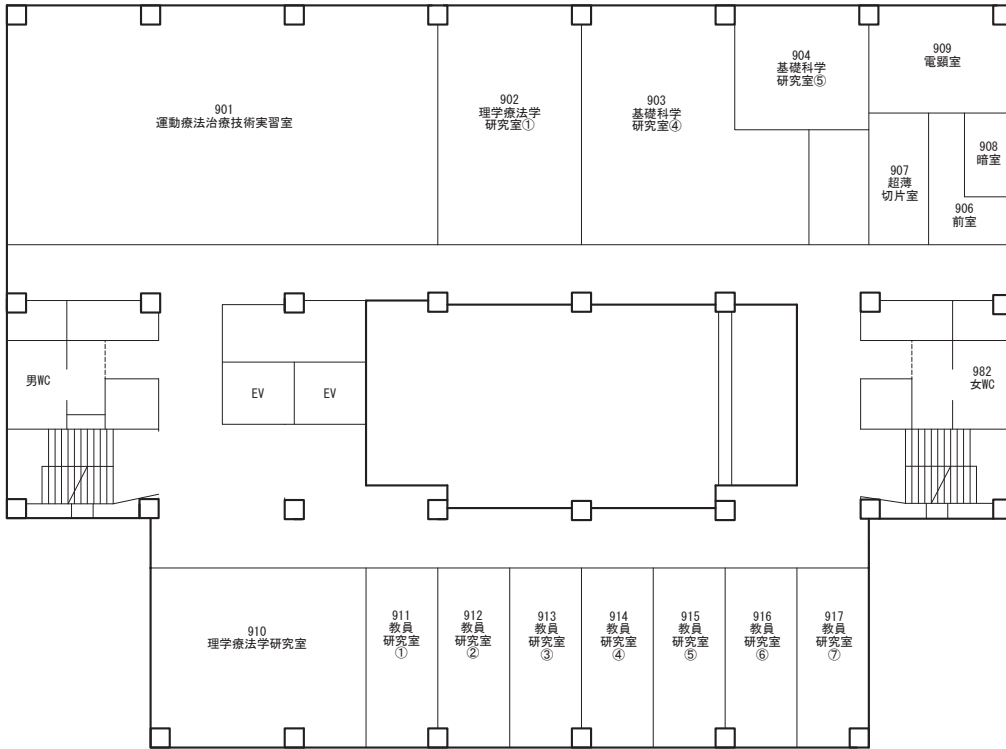 901
運動療法治療技術実習室
902
理学療法学
研究室①
903
基礎科学
研究室④
904
基礎科学
研究室⑤
909
電顕室
908
暗室
907
超薄
切片室
906
前室
男WC
EV
EV
982
女WC
910
理学療法学研究室
911
教員
研究室
①
912
教員
研究室
②
913
教員
研究室
③
914
教員
研究室
④
915
教員
研究室
⑤
916
教員
研究室
⑥
917
教員
研究室
⑦